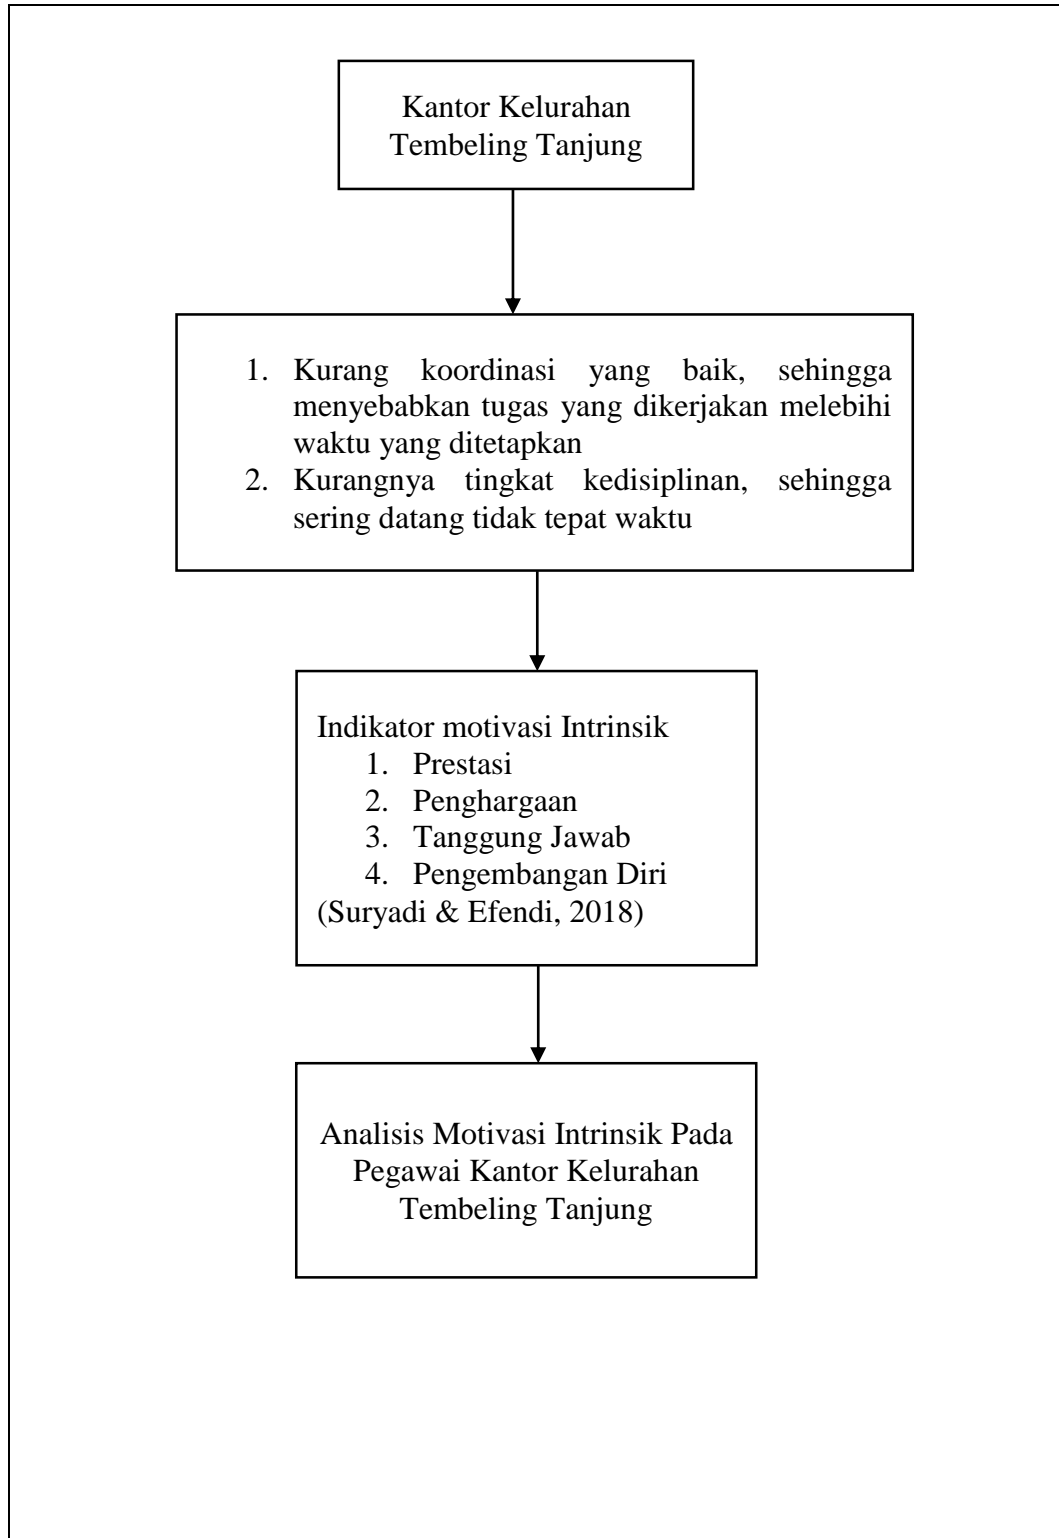 Kantor Kelurahan
Tembeling Tanjung
1. Kurang koordinasi yang baik, sehingga
menyebabkan tugas yang dikerjakan melebihi
waktu yang ditetapkan
2. Kurangnya tingkat kedisiplinan, sehingga
sering datang tidak tepat waktu
Indikator motivasi Intrinsik
1. Prestasi
2. Penghargaan
3. Tanggung Jawab
4. Pengembangan Diri
(Suryadi & Efendi, 2018)
Analisis Motivasi Intrinsik Pada
Pegawai Kantor Kelurahan
Tembeling Tanjung